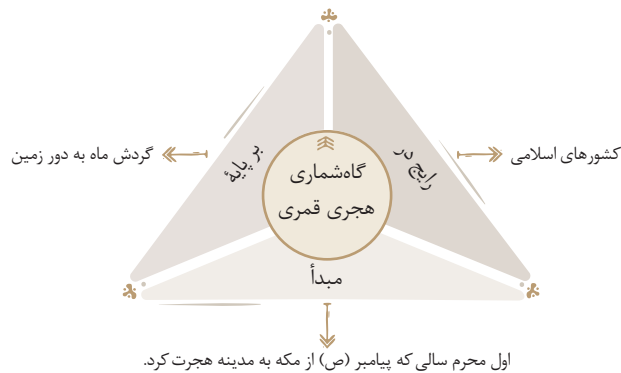 کشورهای اسلامی
رایج در
گاه‌شماری
هجری قمری
بر پایۀ
گردش ماه به دور زمین
مبدأ
اول محرم سالی که پیامبر (ص) از مکه به مدینه هجرت کرد.